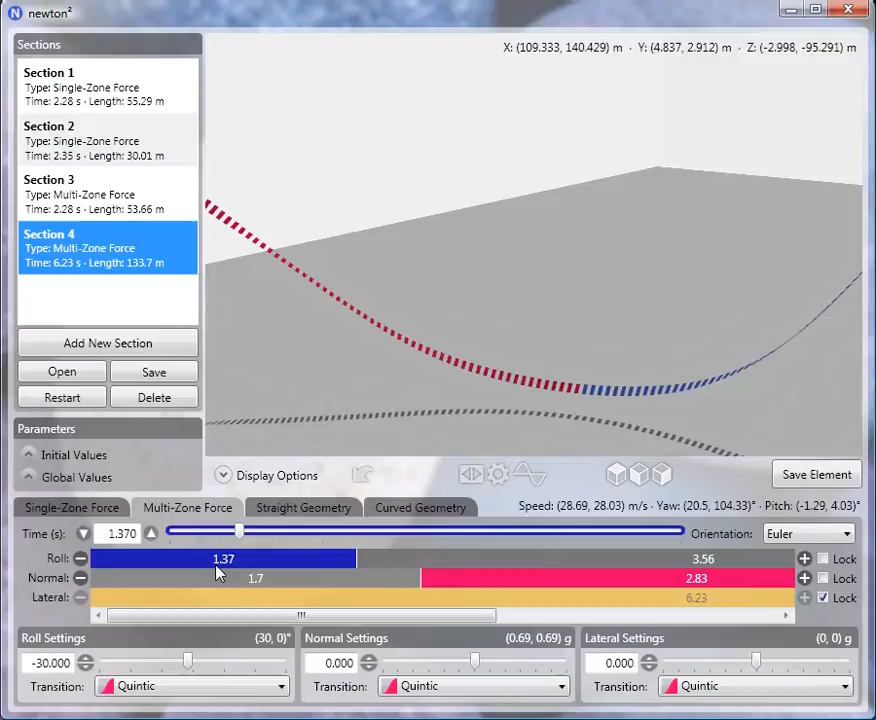 newton²
Sections
X: (109.333, 140.429) m · Y: (4.837, 2.912) m · Z: (-2.998, -95.291) m
Section 1
Type: Single-Zone Force
Time: 2.28 s · Length: 55.29 m
Section 2
Type: Single-Zone Force
Time: 2.35 s · Length: 30.01 m
Section 3
Type: Multi-Zone Force
Time: 2.28 s · Length: 53.66 m
Section 4
Type: Multi-Zone Force
Time: 6.23 s · Length: 133.7 m
Add New Section
Open Save
Restart Delete
Parameters
Initial Values
Global Values
Display Options
Save Element
Single-Zone Force Multi-Zone Force Straight Geometry Curved Geometry Speed: (28.69, 28.03) m/s · Yaw: (20.5, 104.33)° · Pitch: (-1.29, 4.03)°
Time (s): 1.370 Orientation: Euler
Roll: 1.37 3.56 Lock
Normal: 1.7 2.83 Lock
Lateral: 6.23 Lock
Roll Settings (30, 0)° Normal Settings (0.69, 0.69) g Lateral Settings (0, 0) g
-30.000 0.000 0.000
Transition: Quintic Transition: Quintic Transition: Quintic